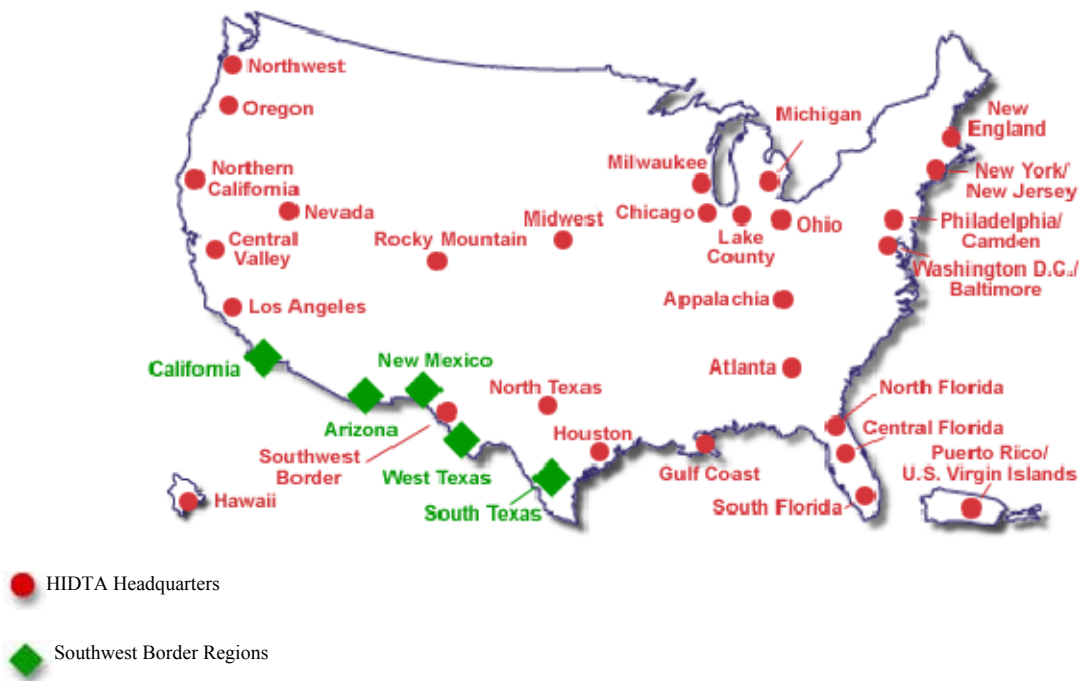 Northwest
Oregon
Northern
California
Nevada
Central
Valley
Los Angeles
Rocky Mountain
Midwest
Milwaukee
Chicago
Lake
County
Michigan
Ohio
New
England
New York/
New Jersey
Philadelphia/
Camden
Washington D.C./
Baltimore
Appalachia
Atlanta
California
Arizona
New Mexico
Southwest
Border
West Texas
South Texas
North Texas
Houston
Gulf Coast
North Florida
Central Florida
South Florida
Puerto Rico/
U.S. Virgin Islands
Hawaii
HIDTA Headquarters
Southwest Border Regions